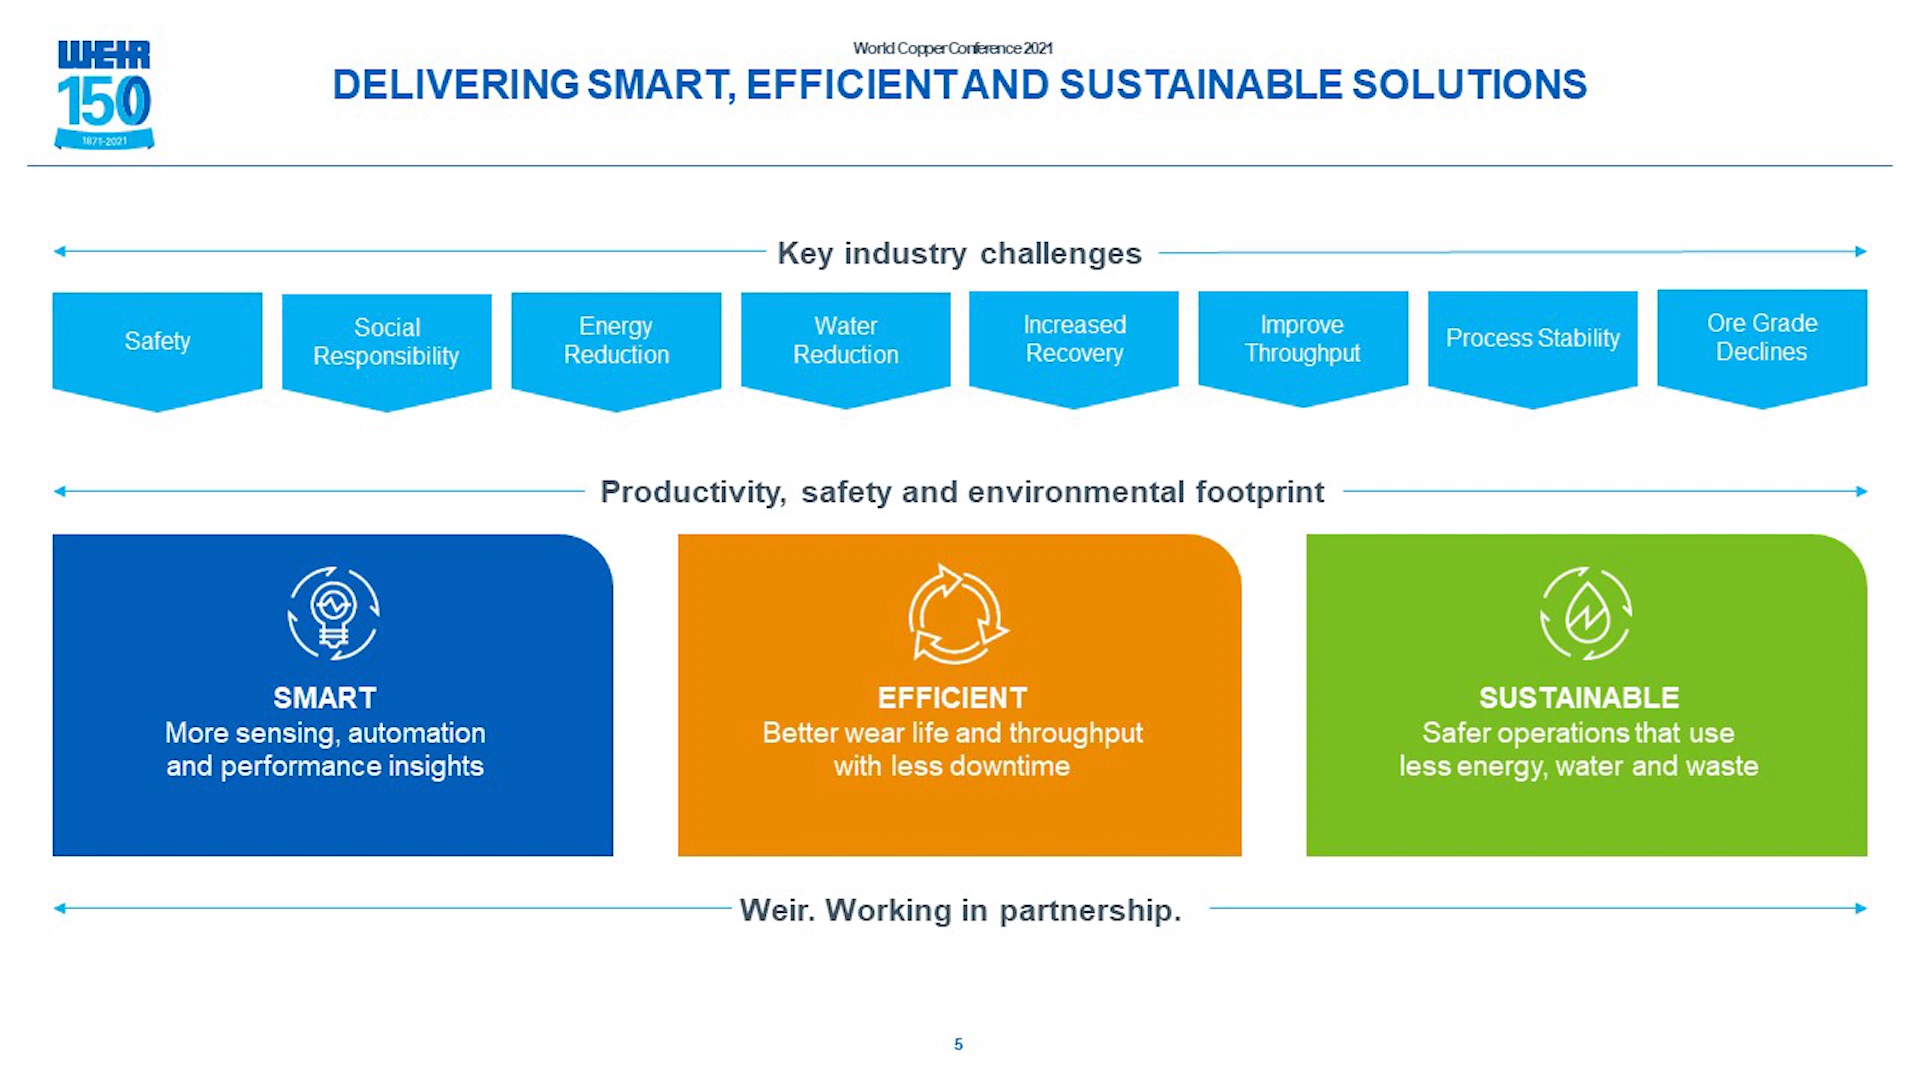 WEIR
150
1871-2021
World Copper Conference 2021
DELIVERING SMART, EFFICIENT AND SUSTAINABLE SOLUTIONS
Key industry challenges
Safety
Social
Responsibility
Energy
Reduction
Water
Reduction
Increased
Recovery
Improve
Throughput
Process Stability
Ore Grade
Declines
Productivity, safety and environmental footprint
SMART
More sensing, automation
and performance insights
EFFICIENT
Better wear life and throughput
with less downtime
SUSTAINABLE
Safer operations that use
less energy, water and waste
Weir. Working in partnership.
5